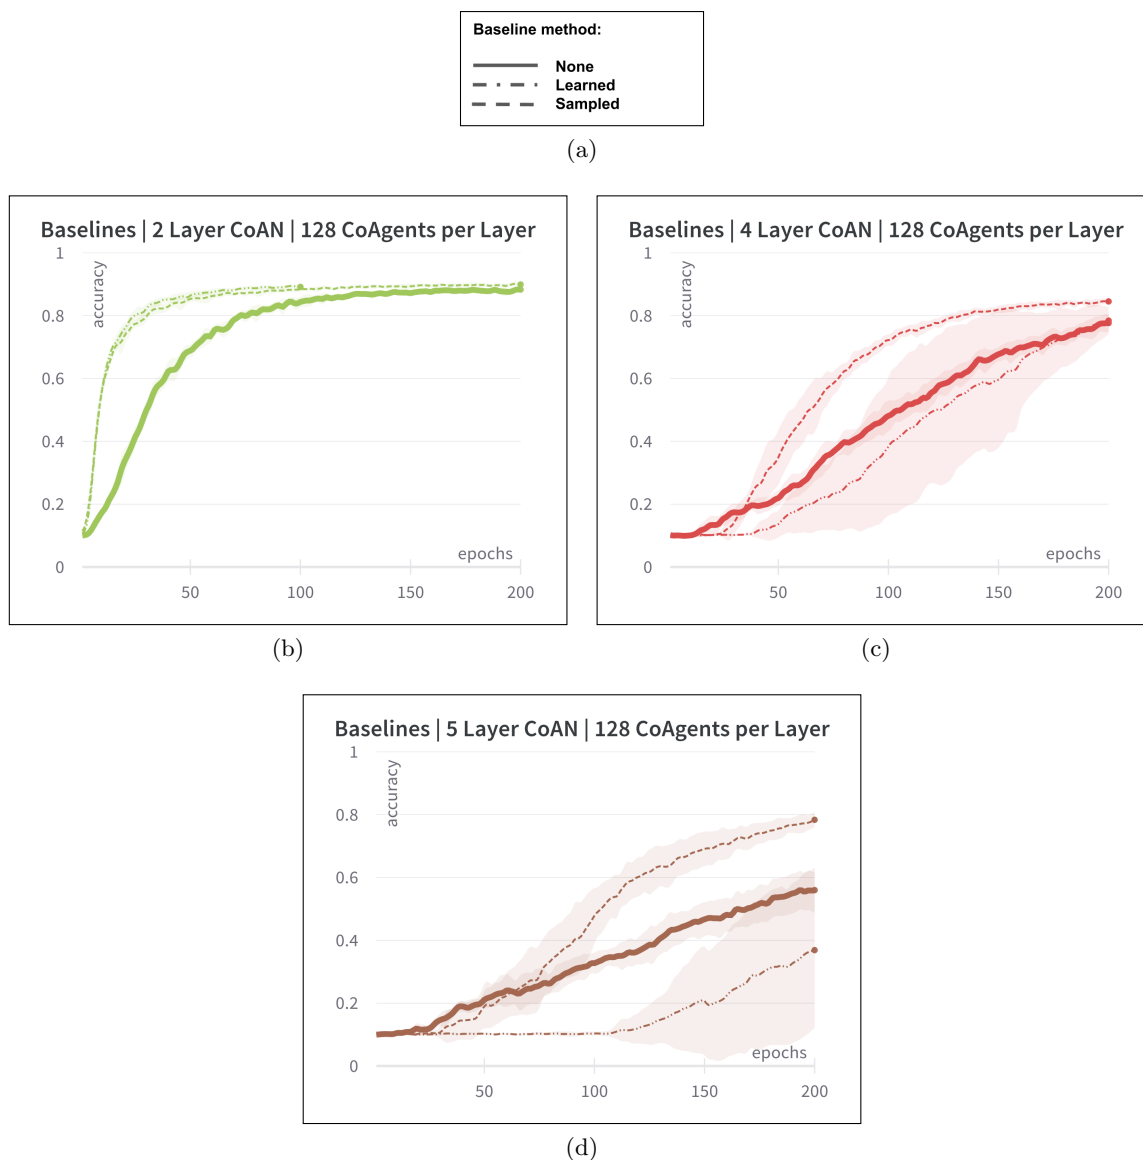 Baseline method:
None
Learned
Sampled
(a)
Baselines | 2 Layer CoAN | 128 CoAgents per Layer
1
accuracy
0.8
0.6
0.4
0.2
epochs
0
50 100 150 200
(b)
Baselines | 4 Layer CoAN | 128 CoAgents per Layer
1
accuracy
0.8
0.6
0.4
0.2
epochs
0
50 100 150 200
(c)
Baselines | 5 Layer CoAN | 128 CoAgents per Layer
1
accuracy
0.8
0.6
0.4
0.2
epochs
0
50 100 150 200
(d)